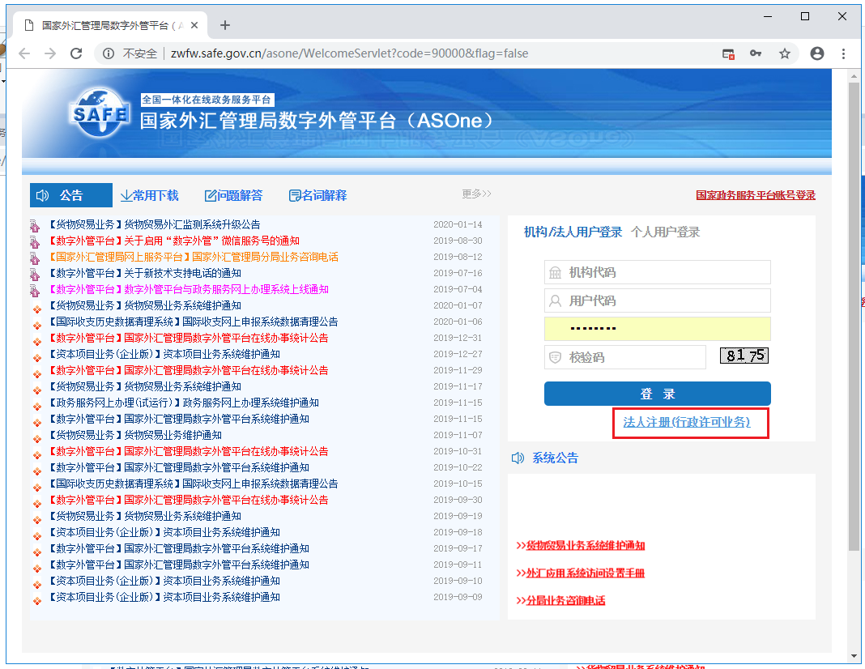 国家外汇管理局数字外管平台（A
不安全 | zwfw.safe.gov.cn/asone/WelcomeServlet?code=90000&flag=false
SAFE
全国一体化在线政务服务平台
国家外汇管理局数字外管平台（ASOne）
公告 常用下载 问题解答 名词解释 更多>>
国家政务服务平台账号登录
【货物贸易业务】货物贸易外汇监测系统升级公告 2020-01-14
【数字外管平台】关于启用“数字外管”微信服务号的通知 2019-08-30
【国家外汇管理局网上服务平台】国家外汇管理局分局业务咨询电话 2019-08-12
【数字外管平台】关于新技术支持电话的通知 2019-07-16
【数字外管平台】数字外管平台与政务服务网上办理系统上线通知 2019-07-04
【货物贸易业务】货物贸易业务系统维护通知 2020-01-07
【国际收支历史数据清理系统】国际收支网上申报系统数据清理公告 2020-01-06
【数字外管平台】国家外汇管理局数字外管平台在线办事统计公告 2019-12-31
【资本项目业务(企业版)】资本项目业务系统维护通知 2019-12-27
【数字外管平台】国家外汇管理局数字外管平台在线办事统计公告 2019-11-29
【货物贸易业务】货物贸易业务系统维护通知 2019-11-17
【政务服务网上办理(试运行)】政务服务网上办理系统维护通知 2019-11-15
【数字外管平台】国家外汇管理局数字外管平台系统维护通知 2019-11-15
【货物贸易业务】货物贸易业务维护通知 2019-11-07
【数字外管平台】国家外汇管理局数字外管平台在线办事统计公告 2019-10-31
【数字外管平台】国家外汇管理局数字外管平台系统维护通知 2019-10-22
【国际收支历史数据清理系统】国际收支网上申报系统数据清理公告 2019-10-15
【数字外管平台】国家外汇管理局数字外管平台在线办事统计公告 2019-09-30
【货物贸易业务】货物贸易业务系统维护通知 2019-09-19
【资本项目业务(企业版)】资本项目业务系统维护通知 2019-09-18
【数字外管平台】国家外汇管理局数字外管平台系统维护通知 2019-09-17
【数字外管平台】国家外汇管理局数字外管平台系统维护通知 2019-09-11
【资本项目业务(企业版)】资本项目业务系统维护通知 2019-09-10
【资本项目业务(企业版)】资本项目业务系统维护通知 2019-09-09
机构/法人用户登录 个人用户登录
机构代码
用户代码
校验码 8175
登 录
法人注册(行政许可业务)
系统公告
>>货物贸易业务系统维护通知
>>外汇应用系统访问设置手册
>>分局业务咨询电话